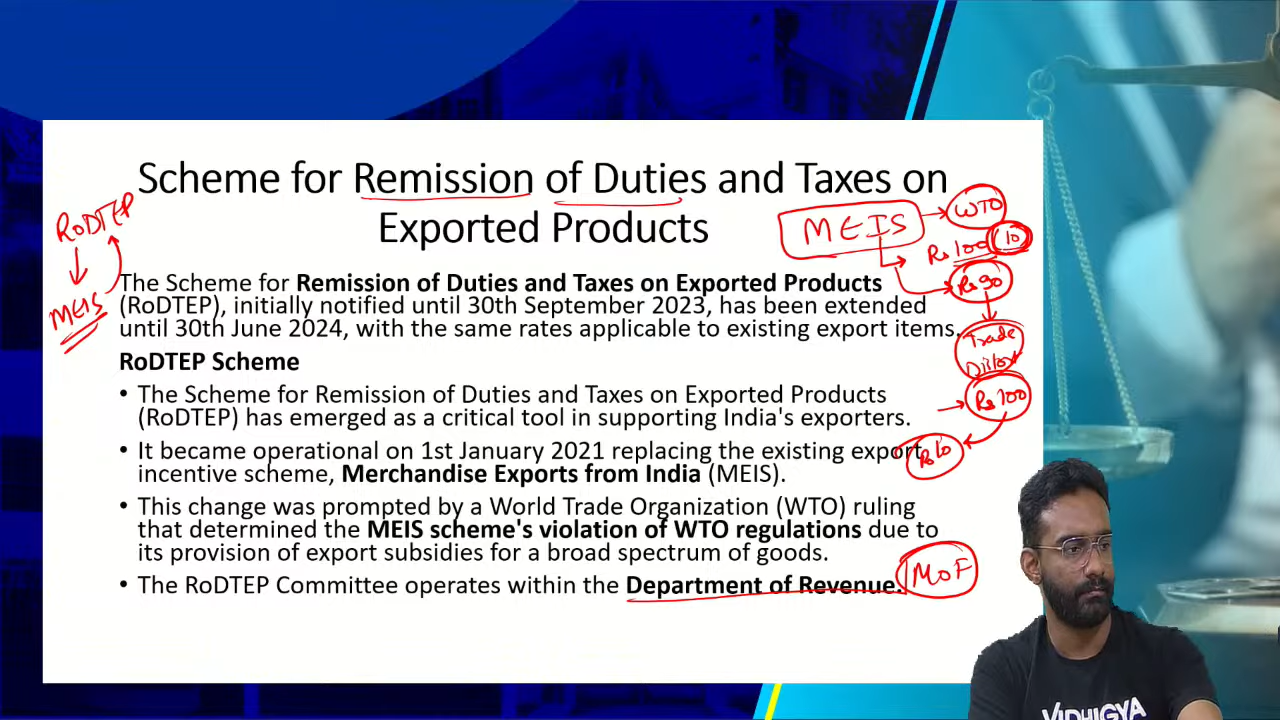 Scheme for Remission of Duties and Taxes on
Exported Products
RoDTEP
MEIS
MEIS
WTO
Rs 100
10
Rs 90
Trade
Distort
Rs 100
MoF
The Scheme for Remission of Duties and Taxes on Exported Products
(RoDTEP), initially notified until 30th September 2023, has been extended
until 30th June 2024, with the same rates applicable to existing export items.
RoDTEP Scheme
• The Scheme for Remission of Duties and Taxes on Exported Products
(RoDTEP) has emerged as a critical tool in supporting India's exporters.
• It became operational on 1st January 2021 replacing the existing export
incentive scheme, Merchandise Exports from India (MEIS).
• This change was prompted by a World Trade Organization (WTO) ruling
that determined the MEIS scheme's violation of WTO regulations due to
its provision of export subsidies for a broad spectrum of goods.
• The RoDTEP Committee operates within the Department of Revenue.
VIDHIGYA